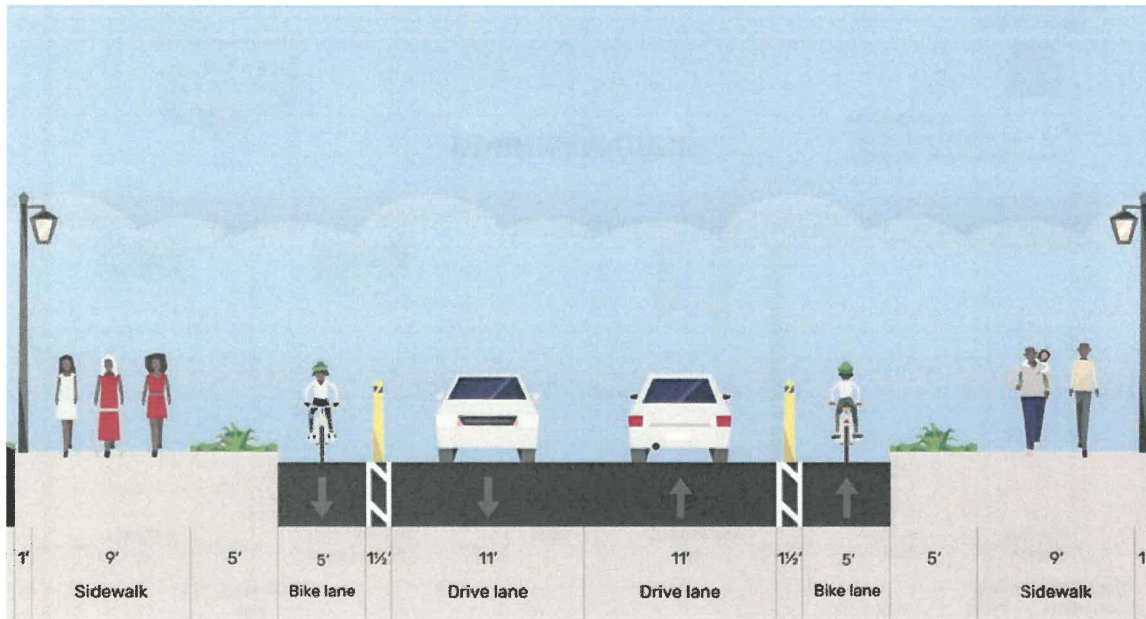 1' 9' 5' 5' 1½' 11' 11' 1½' 5' 5' 9' 1
Sidewalk Bike lane Drive lane Drive lane Bike lane Sidewalk